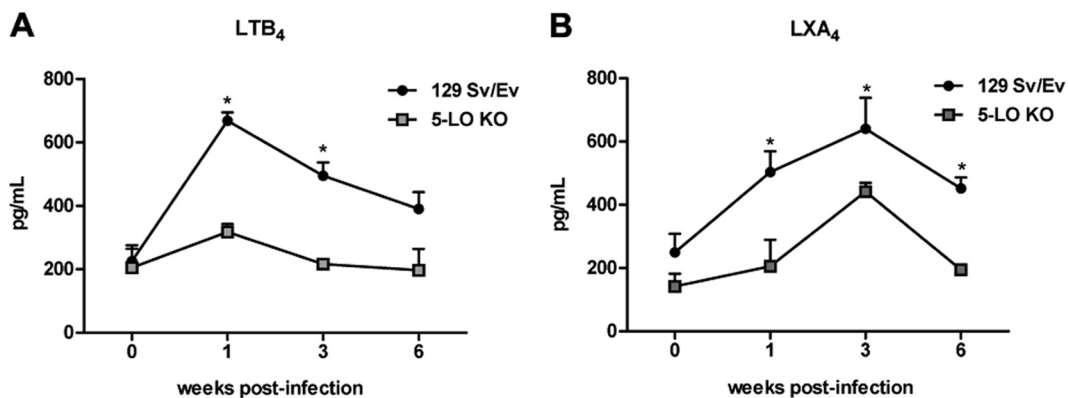 A
LTB₄
800
600
400
200
0
pg/mL
*
*
129 Sv/Ev
5-LO KO
0 1 3 6
weeks post-infection
B
LXA₄
800
600
400
200
0
pg/mL
*
*
*
129 Sv/Ev
5-LO KO
0 1 3 6
weeks post-infection